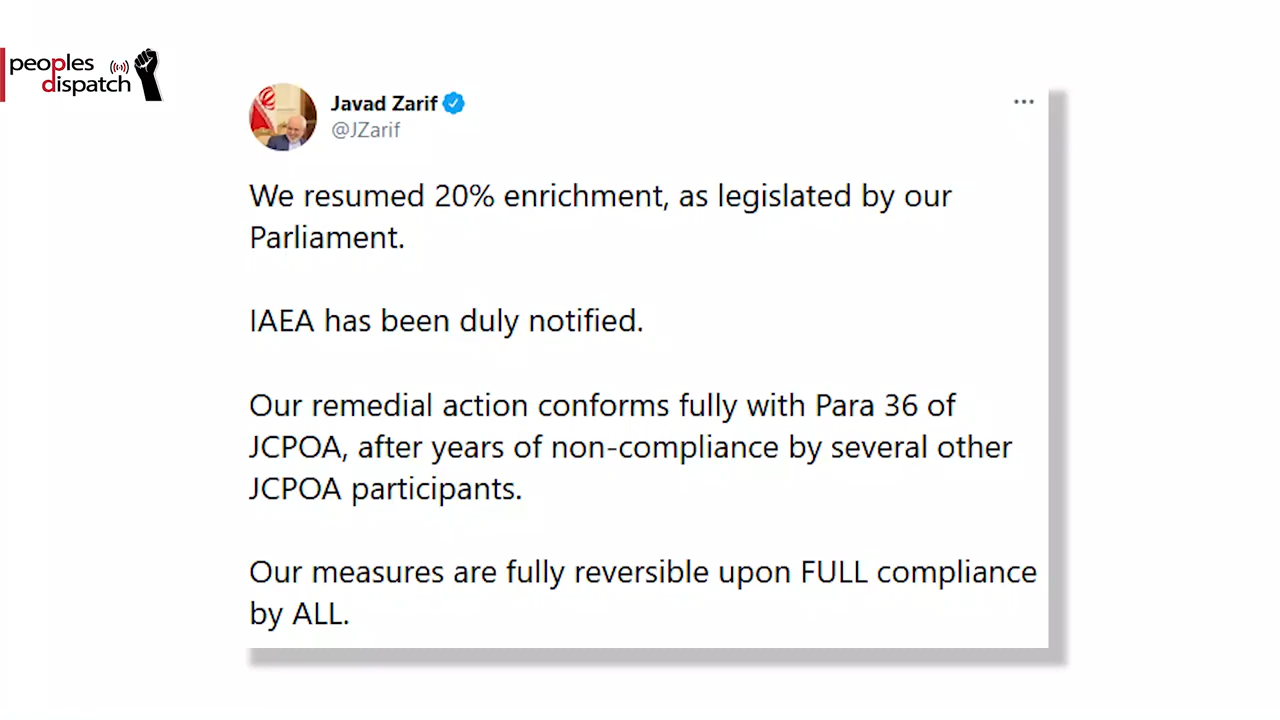 peoples
dispatch
Javad Zarif
@JZarif
We resumed 20% enrichment, as legislated by our
Parliament.
IAEA has been duly notified.
Our remedial action conforms fully with Para 36 of
JCPOA, after years of non-compliance by several other
JCPOA participants.
Our measures are fully reversible upon FULL compliance
by ALL.